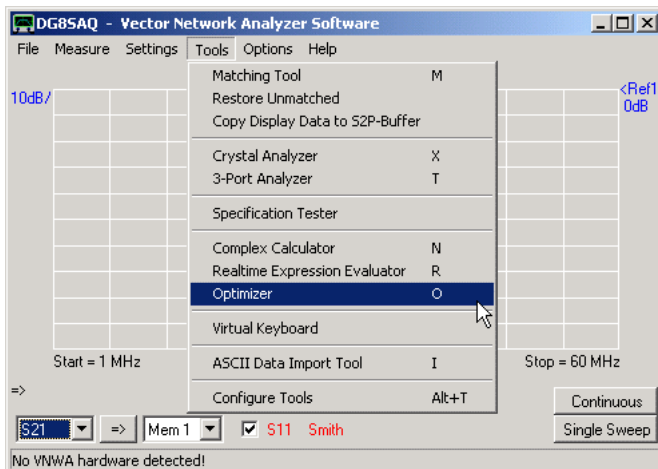 DG8SAQ - Vector Network Analyzer Software
File Measure Settings Tools Options Help
10dB/
<Ref1
0dB
Matching Tool M
Restore Unmatched
Copy Display Data to S2P-Buffer
Crystal Analyzer X
3-Port Analyzer T
Specification Tester
Complex Calculator N
Realtime Expression Evaluator R
Optimizer O
Virtual Keyboard
ASCII Data Import Tool I
Configure Tools Alt+T
Start = 1 MHz
Stop = 60 MHz
=>
Continuous
S21 => Mem 1 S11 Smith
Single Sweep
No VNWA hardware detected!